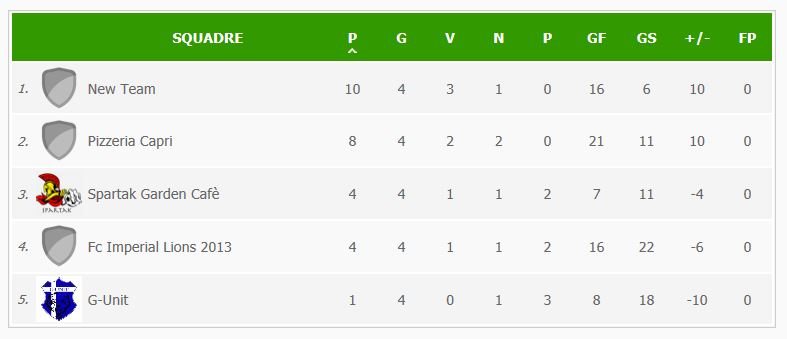 SQUADRE P G V N P GF GS +/- FP
1. New Team 10 4 3 1 0 16 6 10 0
2. Pizzeria Capri 8 4 2 2 0 21 11 10 0
3. SPARTAK Spartak Garden Cafè 4 4 1 1 2 7 11 -4 0
4. Fc Imperial Lions 2013 4 4 1 1 2 16 22 -6 0
5. G-UNIT G-Unit 1 4 0 1 3 8 18 -10 0